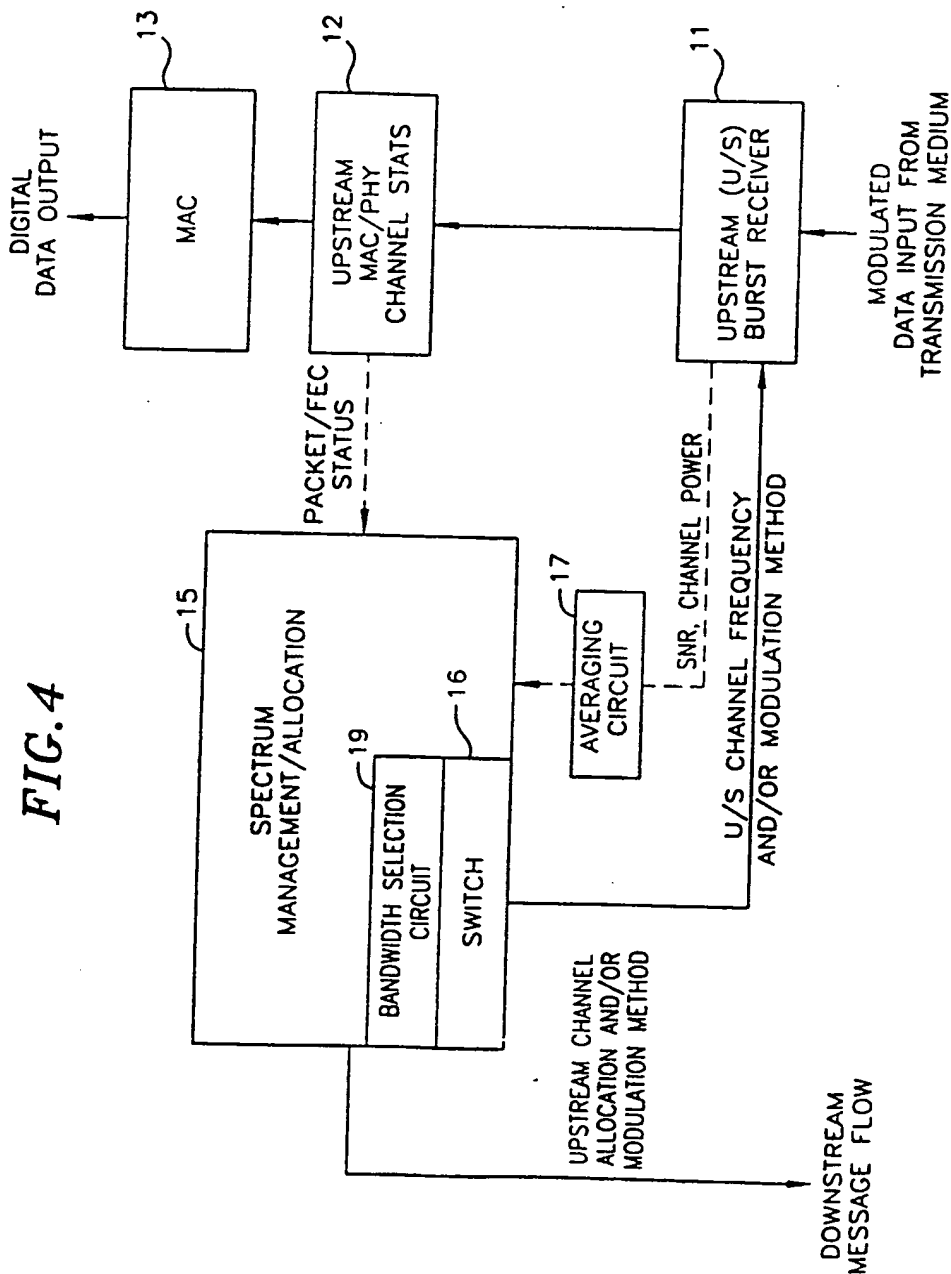 FIG.4
15
SPECTRUM
MANAGEMENT/ALLOCATION
19
BANDWIDTH SELECTION
CIRCUIT
16
SWITCH
UPSTREAM CHANNEL
ALLOCATION AND/OR
MODULATION METHOD
DOWNSTREAM
MESSAGE FLOW
PACKET/FEC
STATUS
17
AVERAGING
CIRCUIT
SNR, CHANNEL POWER
U/S CHANNEL FREQUENCY
AND/OR MODULATION METHOD
DIGITAL
DATA OUTPUT
13
MAC
12
UPSTREAM
MAC/PHY
CHANNEL STATS
11
UPSTREAM (U/S)
BURST RECEIVER
MODULATED
DATA INPUT FROM
TRANSMISSION MEDIUM